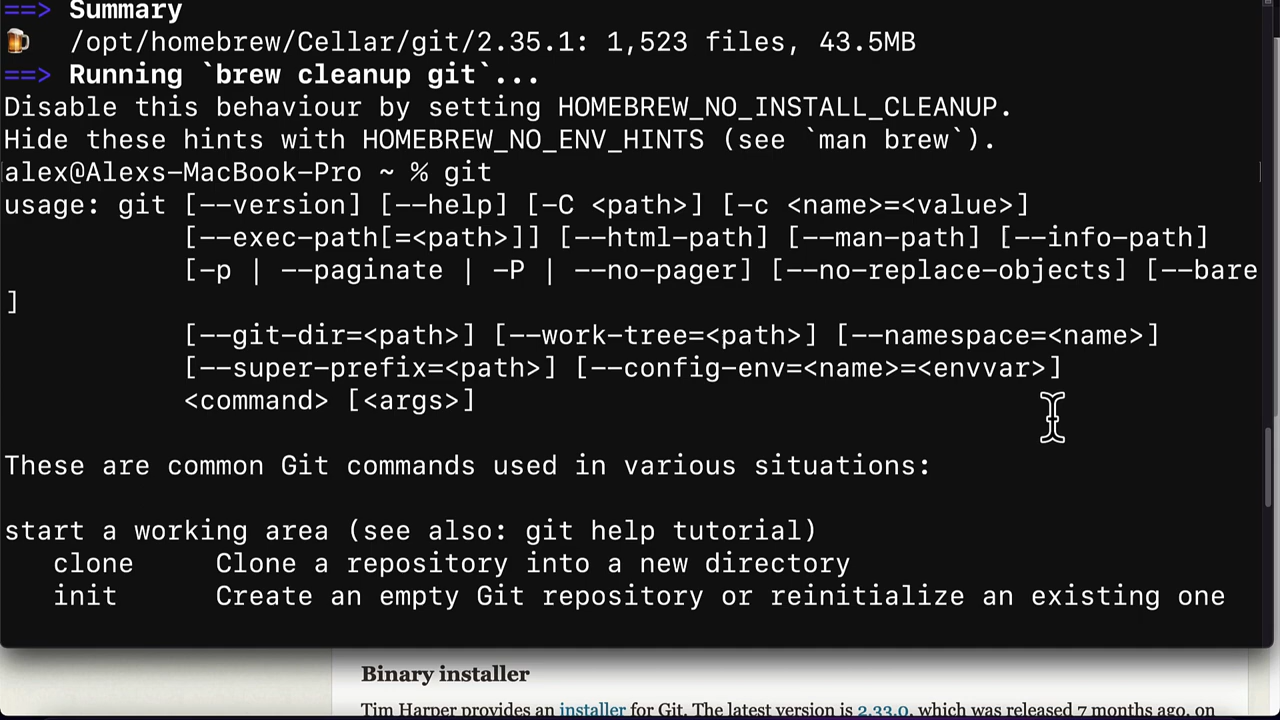 ==> Summary
🍺 /opt/homebrew/Cellar/git/2.35.1: 1,523 files, 43.5MB
==> Running `brew cleanup git`...
Disable this behaviour by setting HOMEBREW_NO_INSTALL_CLEANUP.
Hide these hints with HOMEBREW_NO_ENV_HINTS (see `man brew`).
alex@Alexs-MacBook-Pro ~ % git
usage: git [--version] [--help] [-C <path>] [-c <name>=<value>]
[--exec-path[=<path>]] [--html-path] [--man-path] [--info-path]
[-p | --paginate | -P | --no-pager] [--no-replace-objects] [--bare
]
[--git-dir=<path>] [--work-tree=<path>] [--namespace=<name>]
[--super-prefix=<path>] [--config-env=<name>=<envvar>]
<command> [<args>]
These are common Git commands used in various situations:
start a working area (see also: git help tutorial)
clone Clone a repository into a new directory
init Create an empty Git repository or reinitialize an existing one
Binary installer
Tim Harper provides an installer for Git. The latest version is 2.33.0, which was released 7 months ago, on